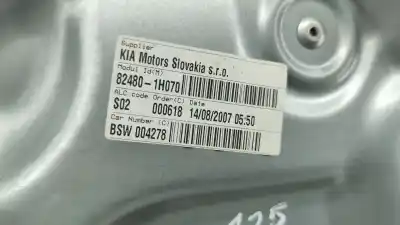 Supplier
KIA Motors Slovakia s.r.o.
Modul Id(M)
82480-1H070
ALC code Order(C) Date
S02 000618 14/08/2007 05:50
Car Number (C)
BSW 004278
125